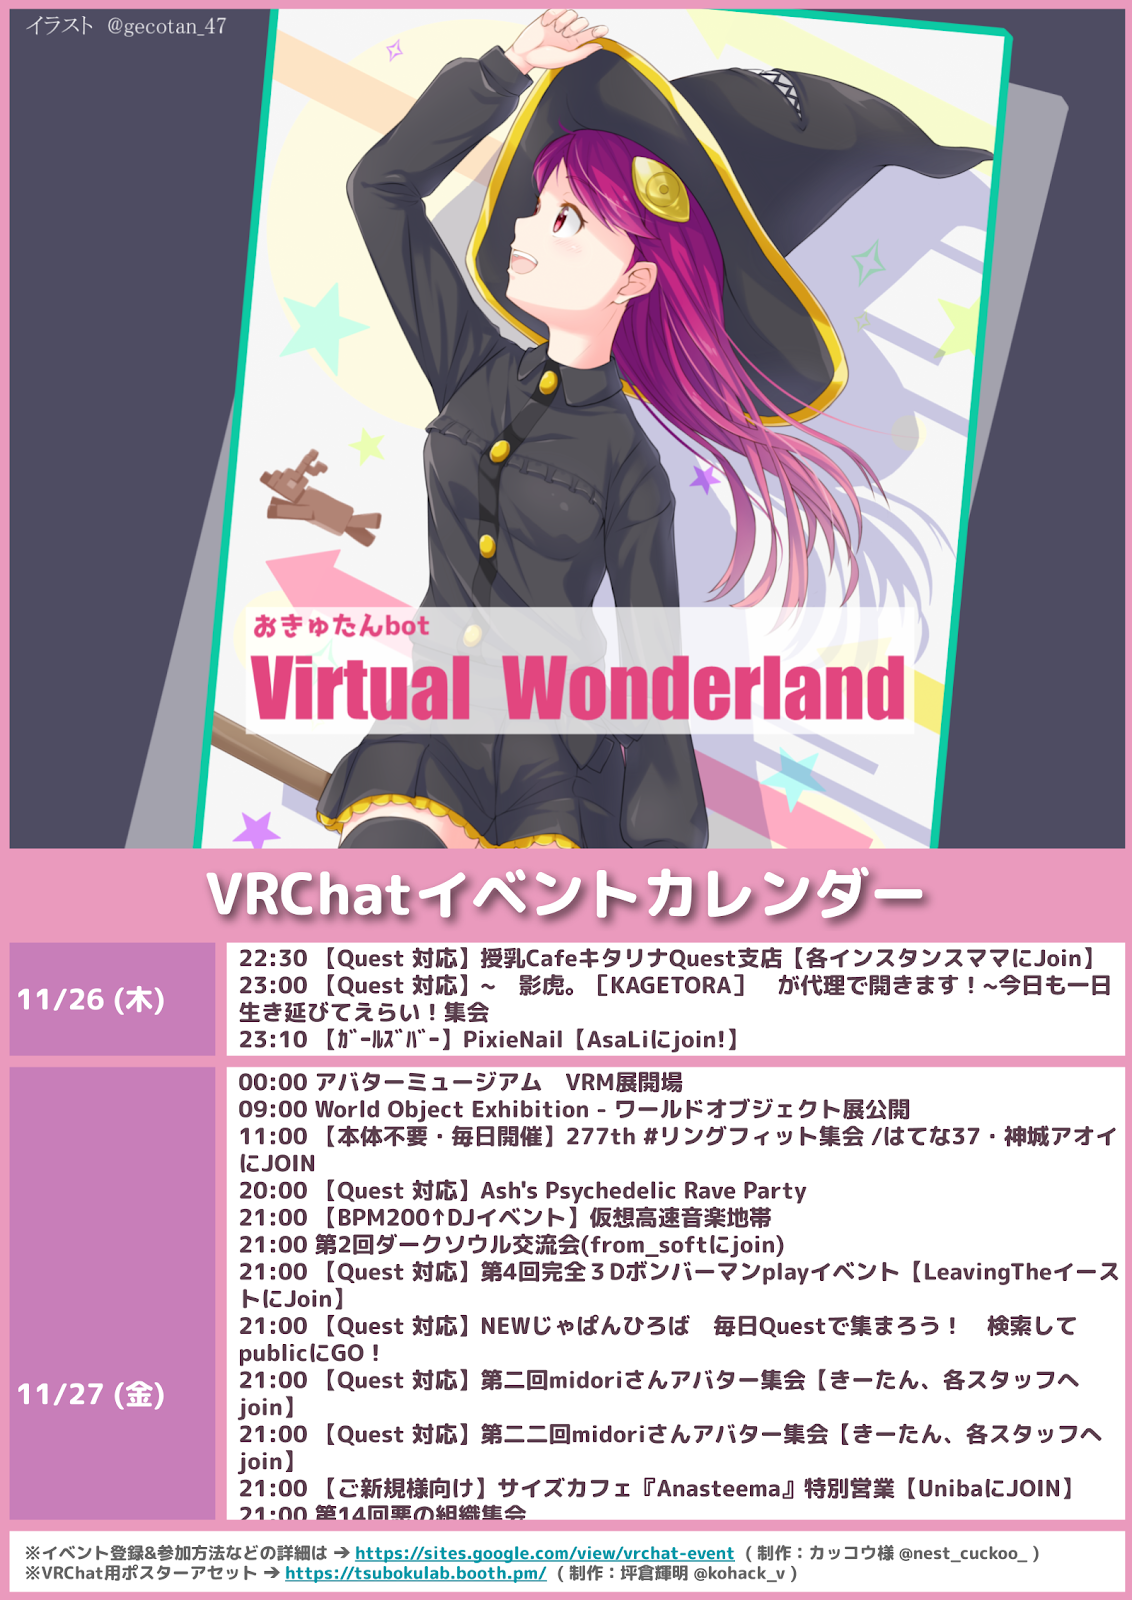 イラスト @gecotan_47
おきゅたんbot
Virtual Wonderland
VRChatイベントカレンダー
11/26 (木)
22:30 【Quest 対応】授乳CafeキタリナQuest支店【各インスタンスママにJoin】
23:00 【Quest 対応】~　影虎。［KAGETORA］　が代理で開きます！~今日も一日
生き延びてえらい！集会
23:10 【ｶﾞｰﾙｽﾞﾊﾞｰ】PixieNail【AsaLiにjoin!】
11/27 (金)
00:00 アバターミュージアム　VRM展開場
09:00 World Object Exhibition - ワールドオブジェクト展公開
11:00 【本体不要・毎日開催】277th #リングフィット集会 /はてな37・神城アオイ
にJOIN
20:00 【Quest 対応】Ash's Psychedelic Rave Party
21:00 【BPM200↑DJイベント】仮想高速音楽地帯
21:00 第2回ダークソウル交流会(from_softにjoin)
21:00 【Quest 対応】第4回完全３Dボンバーマンplayイベント【LeavingTheイース
トにJoin】
21:00 【Quest 対応】NEWじゃぱんひろば　毎日Questで集まろう！　検索して
publicにGO！
21:00 【Quest 対応】第二回midoriさんアバター集会【きーたん、各スタッフへ
join】
21:00 【Quest 対応】第二二回midoriさんアバター集会【きーたん、各スタッフへ
join】
21:00 【ご新規様向け】サイズカフェ『Anasteema』特別営業【UnibaにJOIN】
21:00 第14回悪の組織集会
※イベント登録&参加方法などの詳細は ➔ https://sites.google.com/view/vrchat-event ( 制作：カッコウ様 @nest_cuckoo_ )
※VRChat用ポスターアセット ➔ https://tsubokulab.booth.pm/ ( 制作：坪倉輝明 @kohack_v )